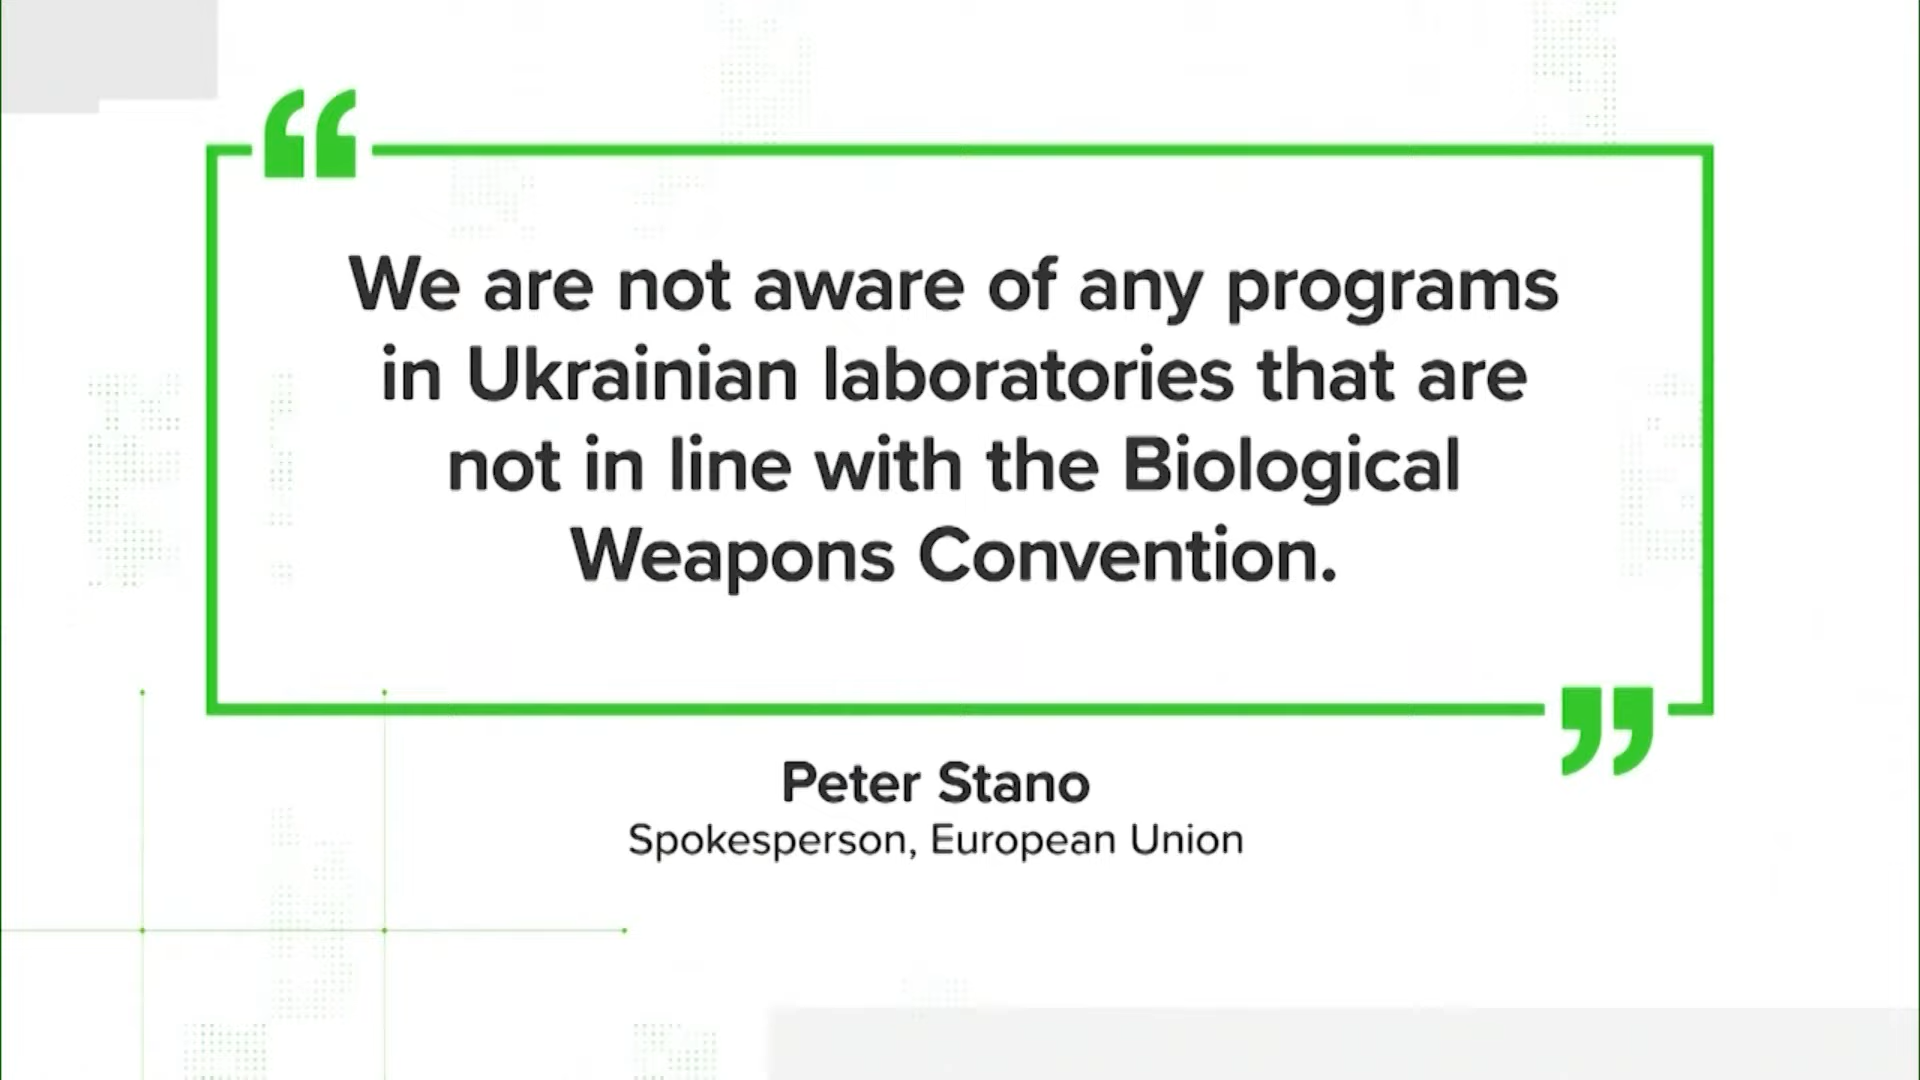 “
We are not aware of any programs
in Ukrainian laboratories that are
not in line with the Biological
Weapons Convention.
”
Peter Stano
Spokesperson, European Union